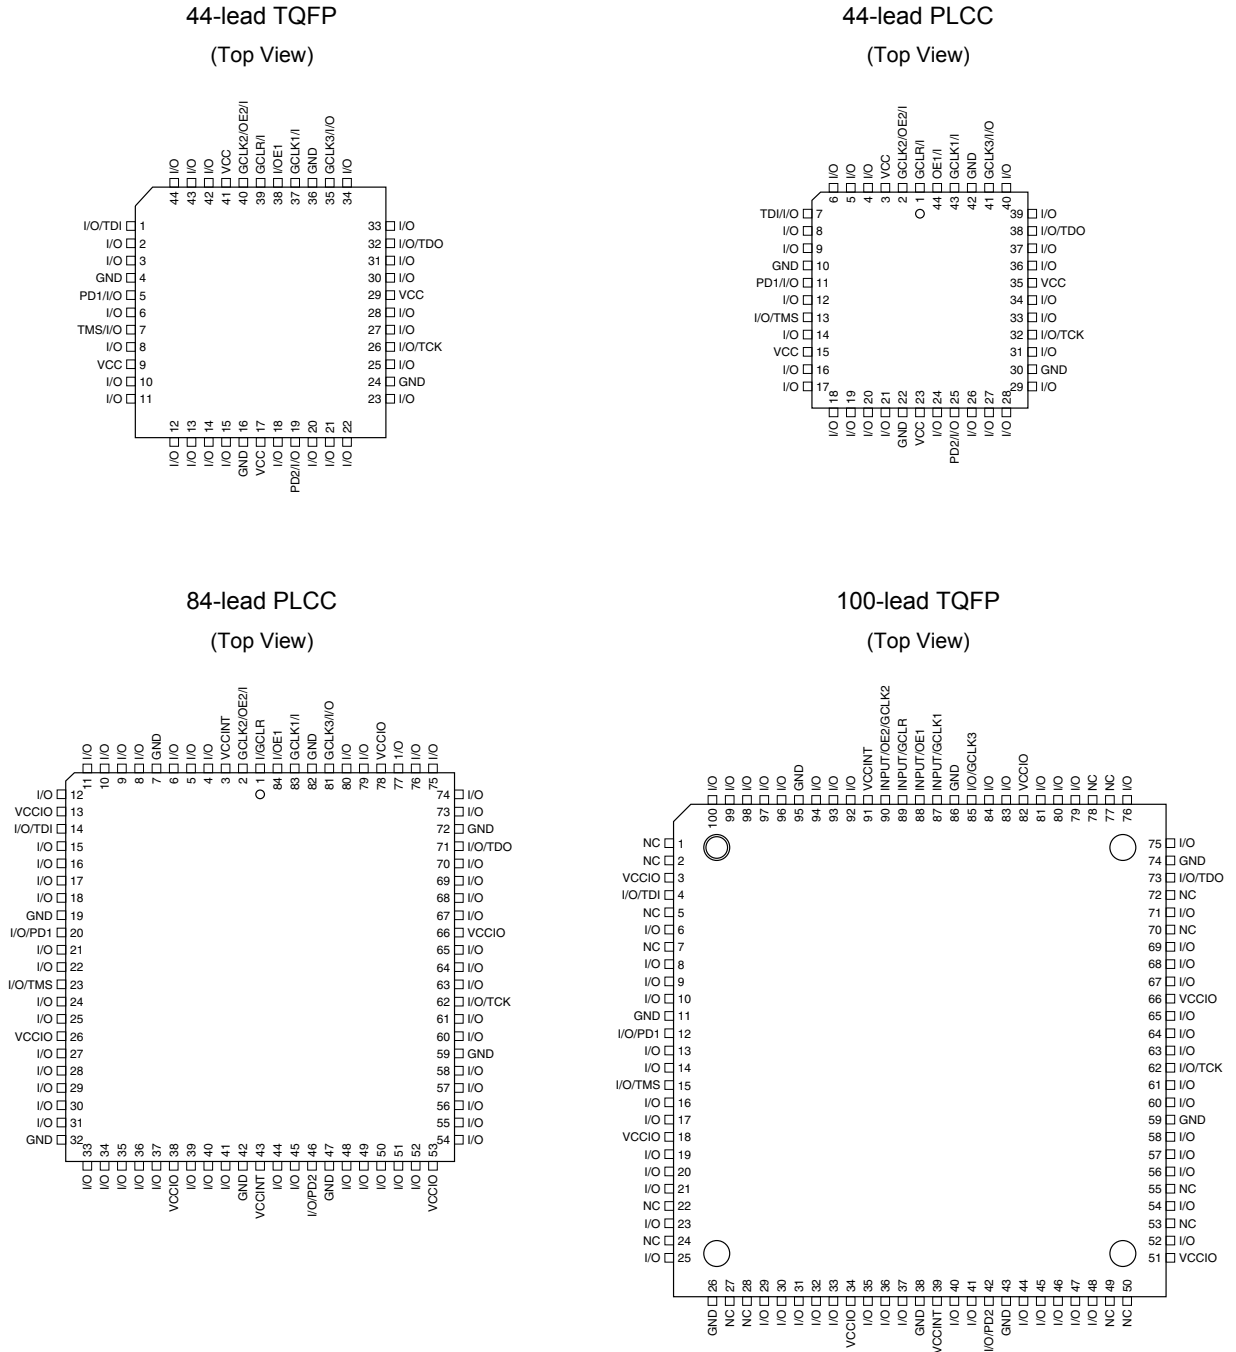 44-lead TQFP
(Top View)
44 I/O
43 I/O
42 I/O
41 VCC
40 GCLK2/OE2/I
39 GCLR/I
38 I/OE1
37 GCLK1/I
36 GND
35 GCLK3/I/O
34 I/O
I/O/TDI 1
I/O 2
I/O 3
GND 4
PD1/I/O 5
I/O 6
TMS/I/O 7
I/O 8
VCC 9
I/O 10
I/O 11
33 I/O
32 I/O/TDO
31 I/O
30 I/O
29 VCC
28 I/O
27 I/O
26 I/O/TCK
25 I/O
24 GND
23 I/O
I/O 12
I/O 13
I/O 14
I/O 15
GND 16
VCC 17
I/O 18
PD2/I/O 19
I/O 20
I/O 21
I/O 22
44-lead PLCC
(Top View)
6 I/O
5 I/O
4 I/O
3 VCC
2 GCLK2/OE2/I
1 GCLR/I
44 OE1/I
43 GCLK1/I
42 GND
41 GCLK3/I/O
40 I/O
TDI/I/O 7
I/O 8
I/O 9
GND 10
PD1/I/O 11
I/O 12
I/O/TMS 13
I/O 14
VCC 15
I/O 16
I/O 17
39 I/O
38 I/O/TDO
37 I/O
36 I/O
35 VCC
34 I/O
33 I/O
32 I/O/TCK
31 I/O
30 GND
29 I/O
I/O 18
I/O 19
I/O 20
I/O 21
GND 22
VCC 23
I/O 24
PD2/I/O 25
I/O 26
I/O 27
I/O 28
84-lead PLCC
(Top View)
11 I/O
10 I/O
9 I/O
8 I/O
7 GND
6 I/O
5 I/O
4 I/O
3 VCCINT
2 GCLK2/OE2/I
1 I/GCLR
84 I/OE1
83 GCLK1/I
82 GND
81 GCLK3/I/O
80 I/O
79 I/O
78 VCCIO
77 1/O
76 I/O
75 I/O
I/O 12
VCCIO 13
I/O/TDI 14
I/O 15
I/O 16
I/O 17
I/O 18
GND 19
I/O/PD1 20
I/O 21
I/O 22
I/O/TMS 23
I/O 24
I/O 25
VCCIO 26
I/O 27
I/O 28
I/O 29
I/O 30
I/O 31
GND 32
74 I/O
73 I/O
72 GND
71 I/O/TDO
70 I/O
69 I/O
68 I/O
67 I/O
66 VCCIO
65 I/O
64 I/O
63 I/O
62 I/O/TCK
61 I/O
60 I/O
59 GND
58 I/O
57 I/O
56 I/O
55 I/O
54 I/O
I/O 33
I/O 34
I/O 35
I/O 36
I/O 37
VCCIO 38
I/O 39
I/O 40
I/O 41
GND 42
VCCINT 43
I/O 44
I/O 45
I/O/PD2 46
GND 47
I/O 48
I/O 49
I/O 50
I/O 51
I/O 52
VCCIO 53
100-lead TQFP
(Top View)
100 I/O
99 I/O
98 I/O
97 I/O
96 I/O
95 GND
94 I/O
93 I/O
92 I/O
91 VCCINT
90 INPUT/OE2/GCLK2
89 INPUT/GCLR
88 INPUT/OE1
87 INPUT/GCLK1
86 GND
85 I/O/GCLK3
84 I/O
83 I/O
82 VCCIO
81 I/O
80 I/O
79 I/O
78 NC
77 NC
76 I/O
NC 1
NC 2
VCCIO 3
I/O/TDI 4
NC 5
I/O 6
NC 7
I/O 8
I/O 9
I/O 10
GND 11
I/O/PD1 12
I/O 13
I/O 14
I/O/TMS 15
I/O 16
I/O 17
VCCIO 18
I/O 19
I/O 20
I/O 21
NC 22
I/O 23
NC 24
I/O 25
75 I/O
74 GND
73 I/O/TDO
72 NC
71 I/O
70 NC
69 I/O
68 I/O
67 I/O
66 VCCIO
65 I/O
64 I/O
63 I/O
62 I/O/TCK
61 I/O
60 I/O
59 GND
58 I/O
57 I/O
56 I/O
55 NC
54 I/O
53 NC
52 I/O
51 VCCIO
GND 26
NC 27
NC 28
I/O 29
I/O 30
I/O 31
I/O 32
I/O 33
VCCIO 34
I/O 35
I/O 36
I/O 37
GND 38
VCCINT 39
I/O 40
I/O 41
I/O/PD2 42
GND 43
I/O 44
I/O 45
I/O 46
I/O 47
I/O 48
NC 49
NC 50